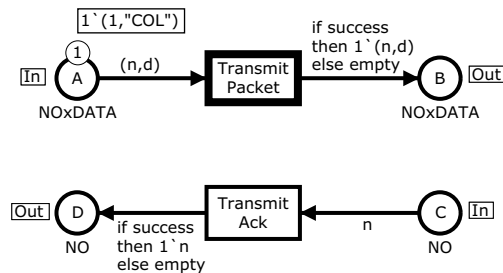 1`(1,"COL")
1
In
A
(n,d)
Transmit
Packet
if success
then 1`(n,d)
else empty
B
Out
NOxDATA
NOxDATA
Out
D
if success
then 1`n
else empty
Transmit
Ack
n
C
In
NO
NO